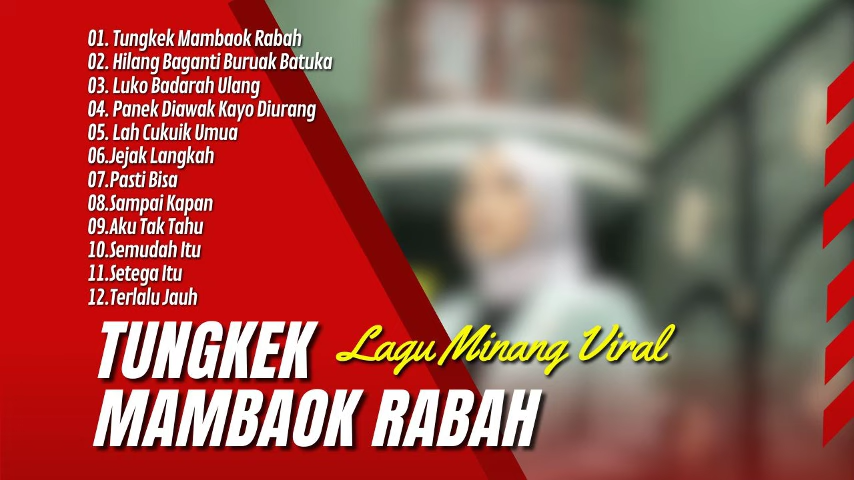 01. Tungkek Mambaok Rabah
02. Hilang Baganti Buruak Batuka
03. Luko Badarah Ulang
04. Panek Diawak Kayo Diurang
05. Lah Cukuik Umua
06.Jejak Langkah
07.Pasti Bisa
08.Sampai Kapan
09.Aku Tak Tahu
10.Semudah Itu
11.Setega Itu
12.Terlalu Jauh
TUNGKEK
Lagu Minang Viral
MAMBAOK RABAH